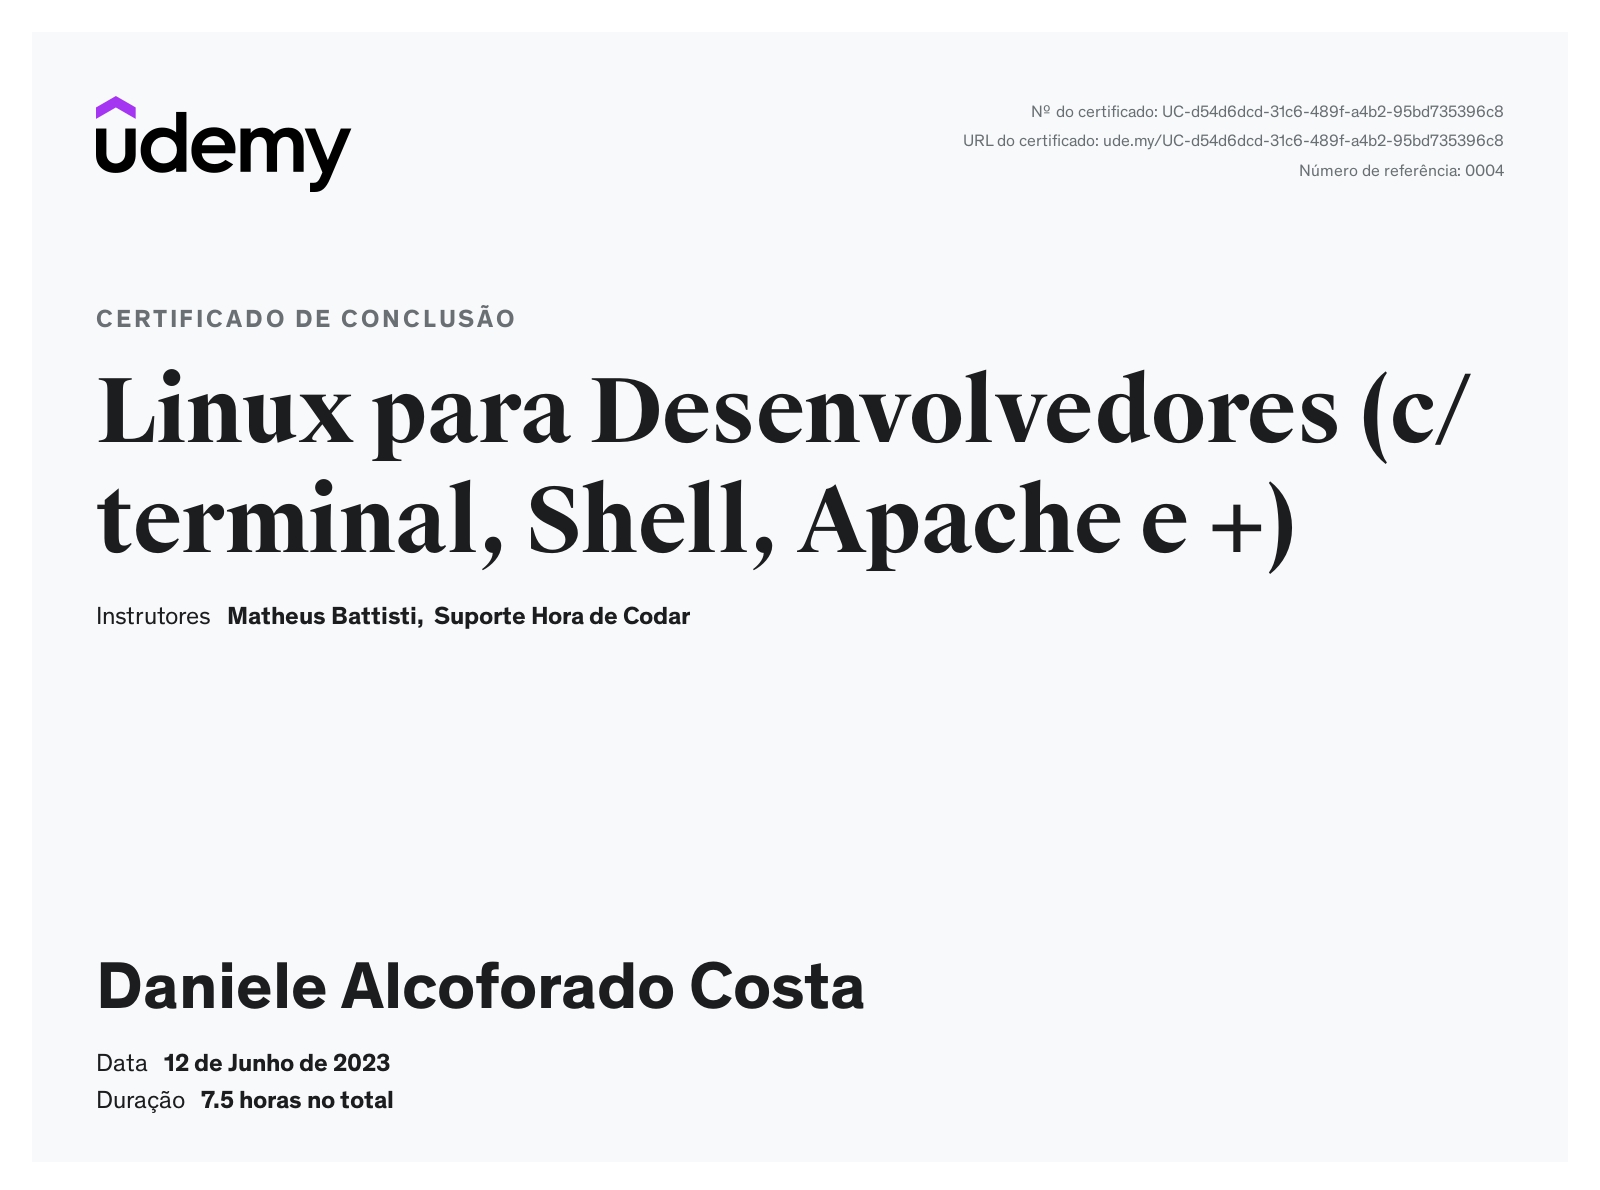 udemy
Nº do certificado: UC-d54d6dcd-31c6-489f-a4b2-95bd735396c8
URL do certificado: ude.my/UC-d54d6dcd-31c6-489f-a4b2-95bd735396c8
Número de referência: 0004
CERTIFICADO DE CONCLUSÃO
Linux para Desenvolvedores (c/
terminal, Shell, Apache e +)
Instrutores Matheus Battisti, Suporte Hora de Codar
Daniele Alcoforado Costa
Data 12 de Junho de 2023
Duração 7.5 horas no total